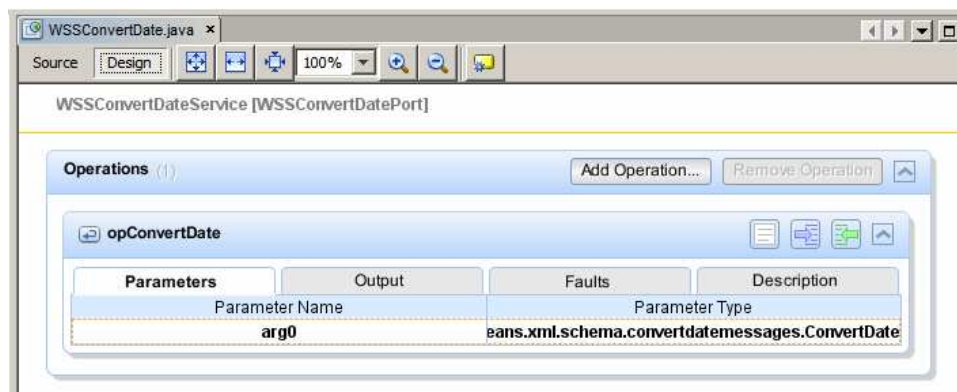 WSSConvertDate.java ×
Source Design 100%
WSSConvertDateService [WSSConvertDatePort]
Operations (1) Add Operation... Remove Operation
opConvertDate
Parameters Output Faults Description
Parameter Name Parameter Type
arg0 eans.xml.schema.convertdatemessages.ConvertDate